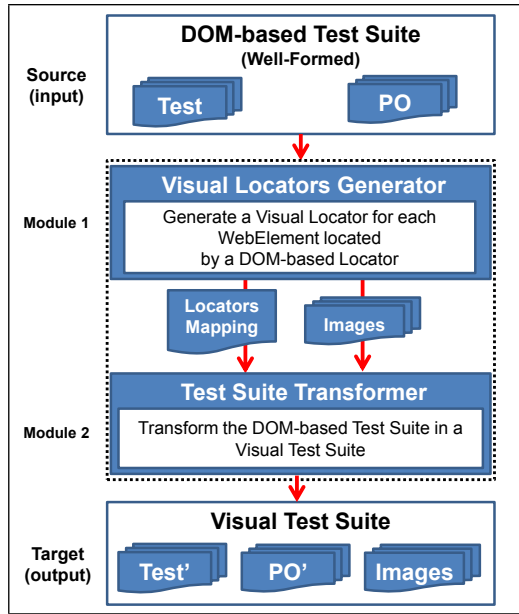 DOM-based Test Suite
(Well-Formed)
Source
(input)
Test
PO
Visual Locators Generator
Module 1
Generate a Visual Locator for each
WebElement located
by a DOM-based Locator
Locators
Mapping
Images
Test Suite Transformer
Module 2
Transform the DOM-based Test Suite in a
Visual Test Suite
Visual Test Suite
Target
(output)
Test’
PO’
Images